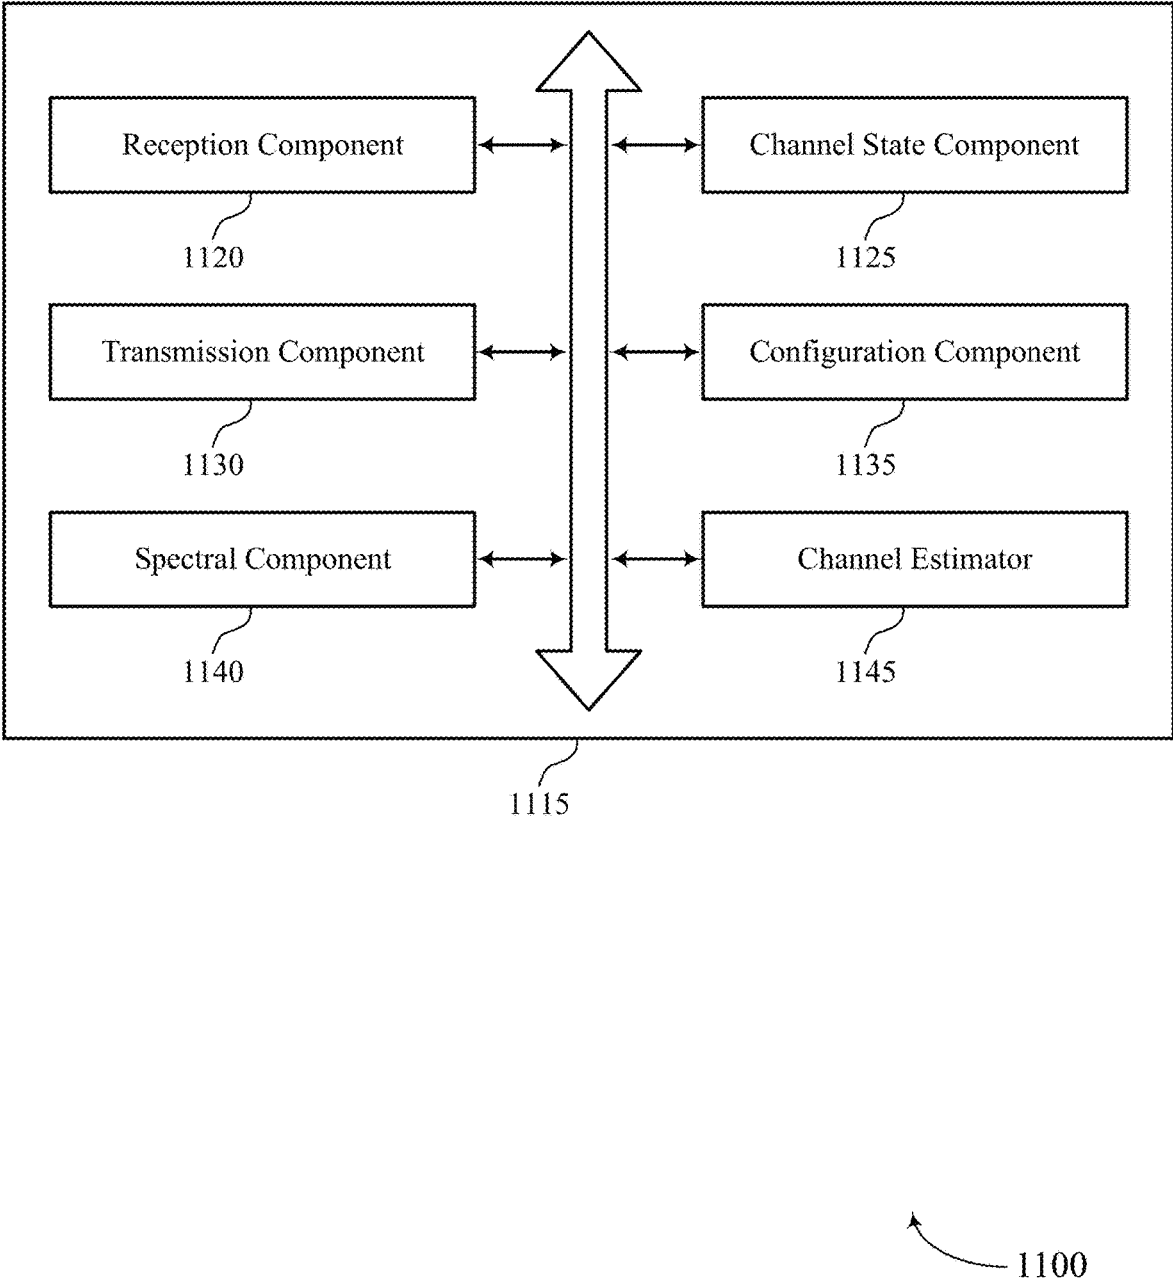 Reception Component
Channel State Component
1120
1125
Transmission Component
Configuration Component
1130
1135
Spectral Component
Channel Estimator
1140
1145
1115
1100